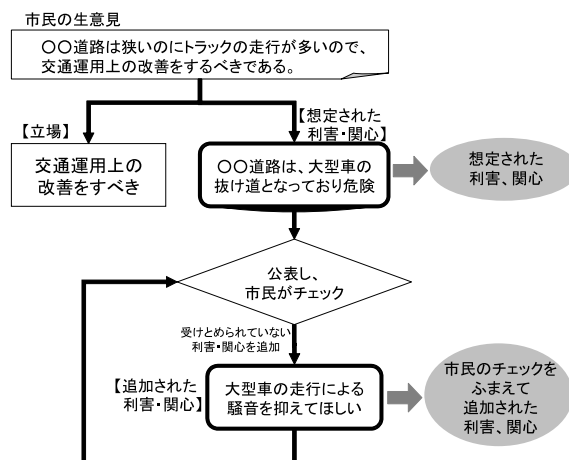 市民の生意見
〇〇道路は狭いのにトラックの走行が多いので、
交通運用上の改善をするべきである。
【立場】
交通運用上の
改善をすべき
【想定された
利害・関心】
〇〇道路は、大型車の
抜け道となっており危険
想定された
利害、関心
公表し、
市民がチェック
受けとめられていない
利害・関心を追加
【追加された
利害・関心】
大型車の走行による
騒音を抑えてほしい
市民のチェックを
ふまえて
追加された
利害、関心